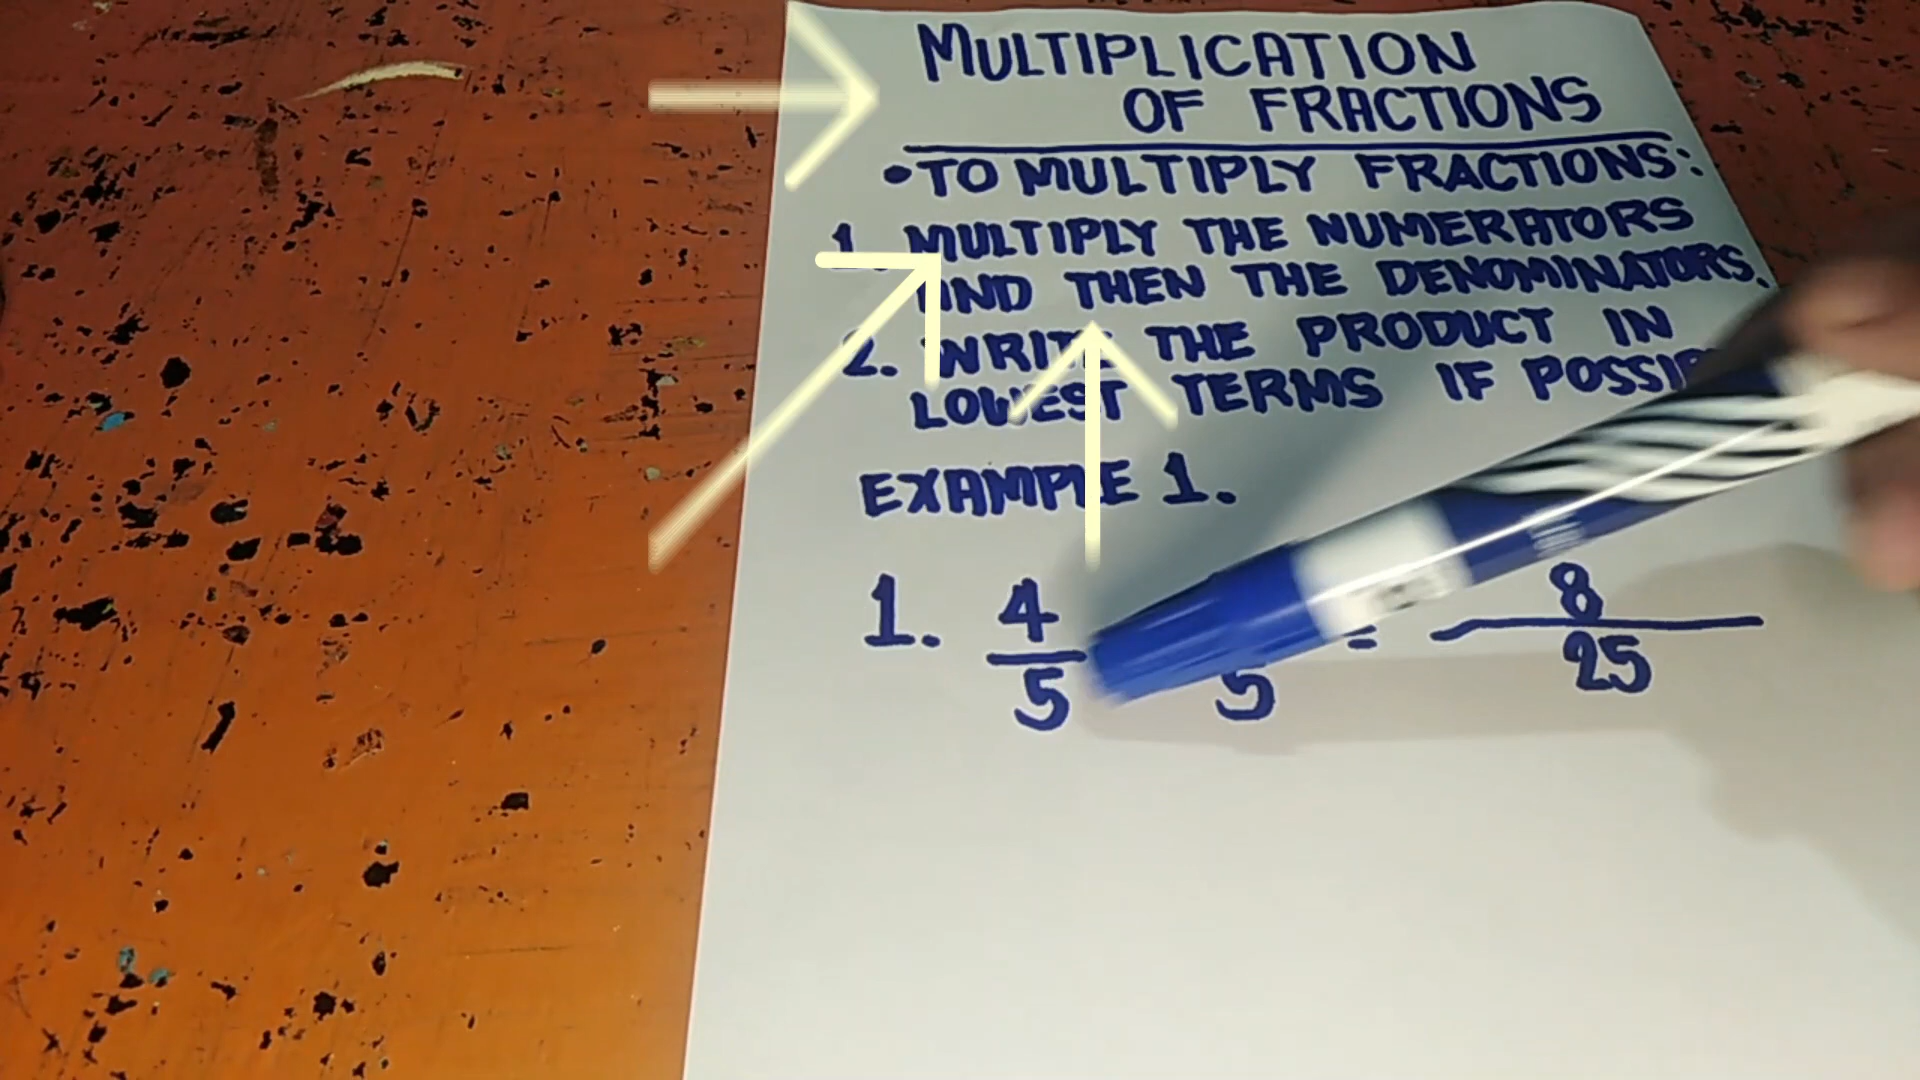 MULTIPLICATION
OF FRACTIONS
•TO MULTIPLY FRACTIONS:
1. MULTIPLY THE NUMERATORS
AND THEN THE DENOMINATORS.
2. WRITE THE PRODUCT IN
LOWEST TERMS IF
EXAMPLE 1.
1. 4/5 5 = 8/25